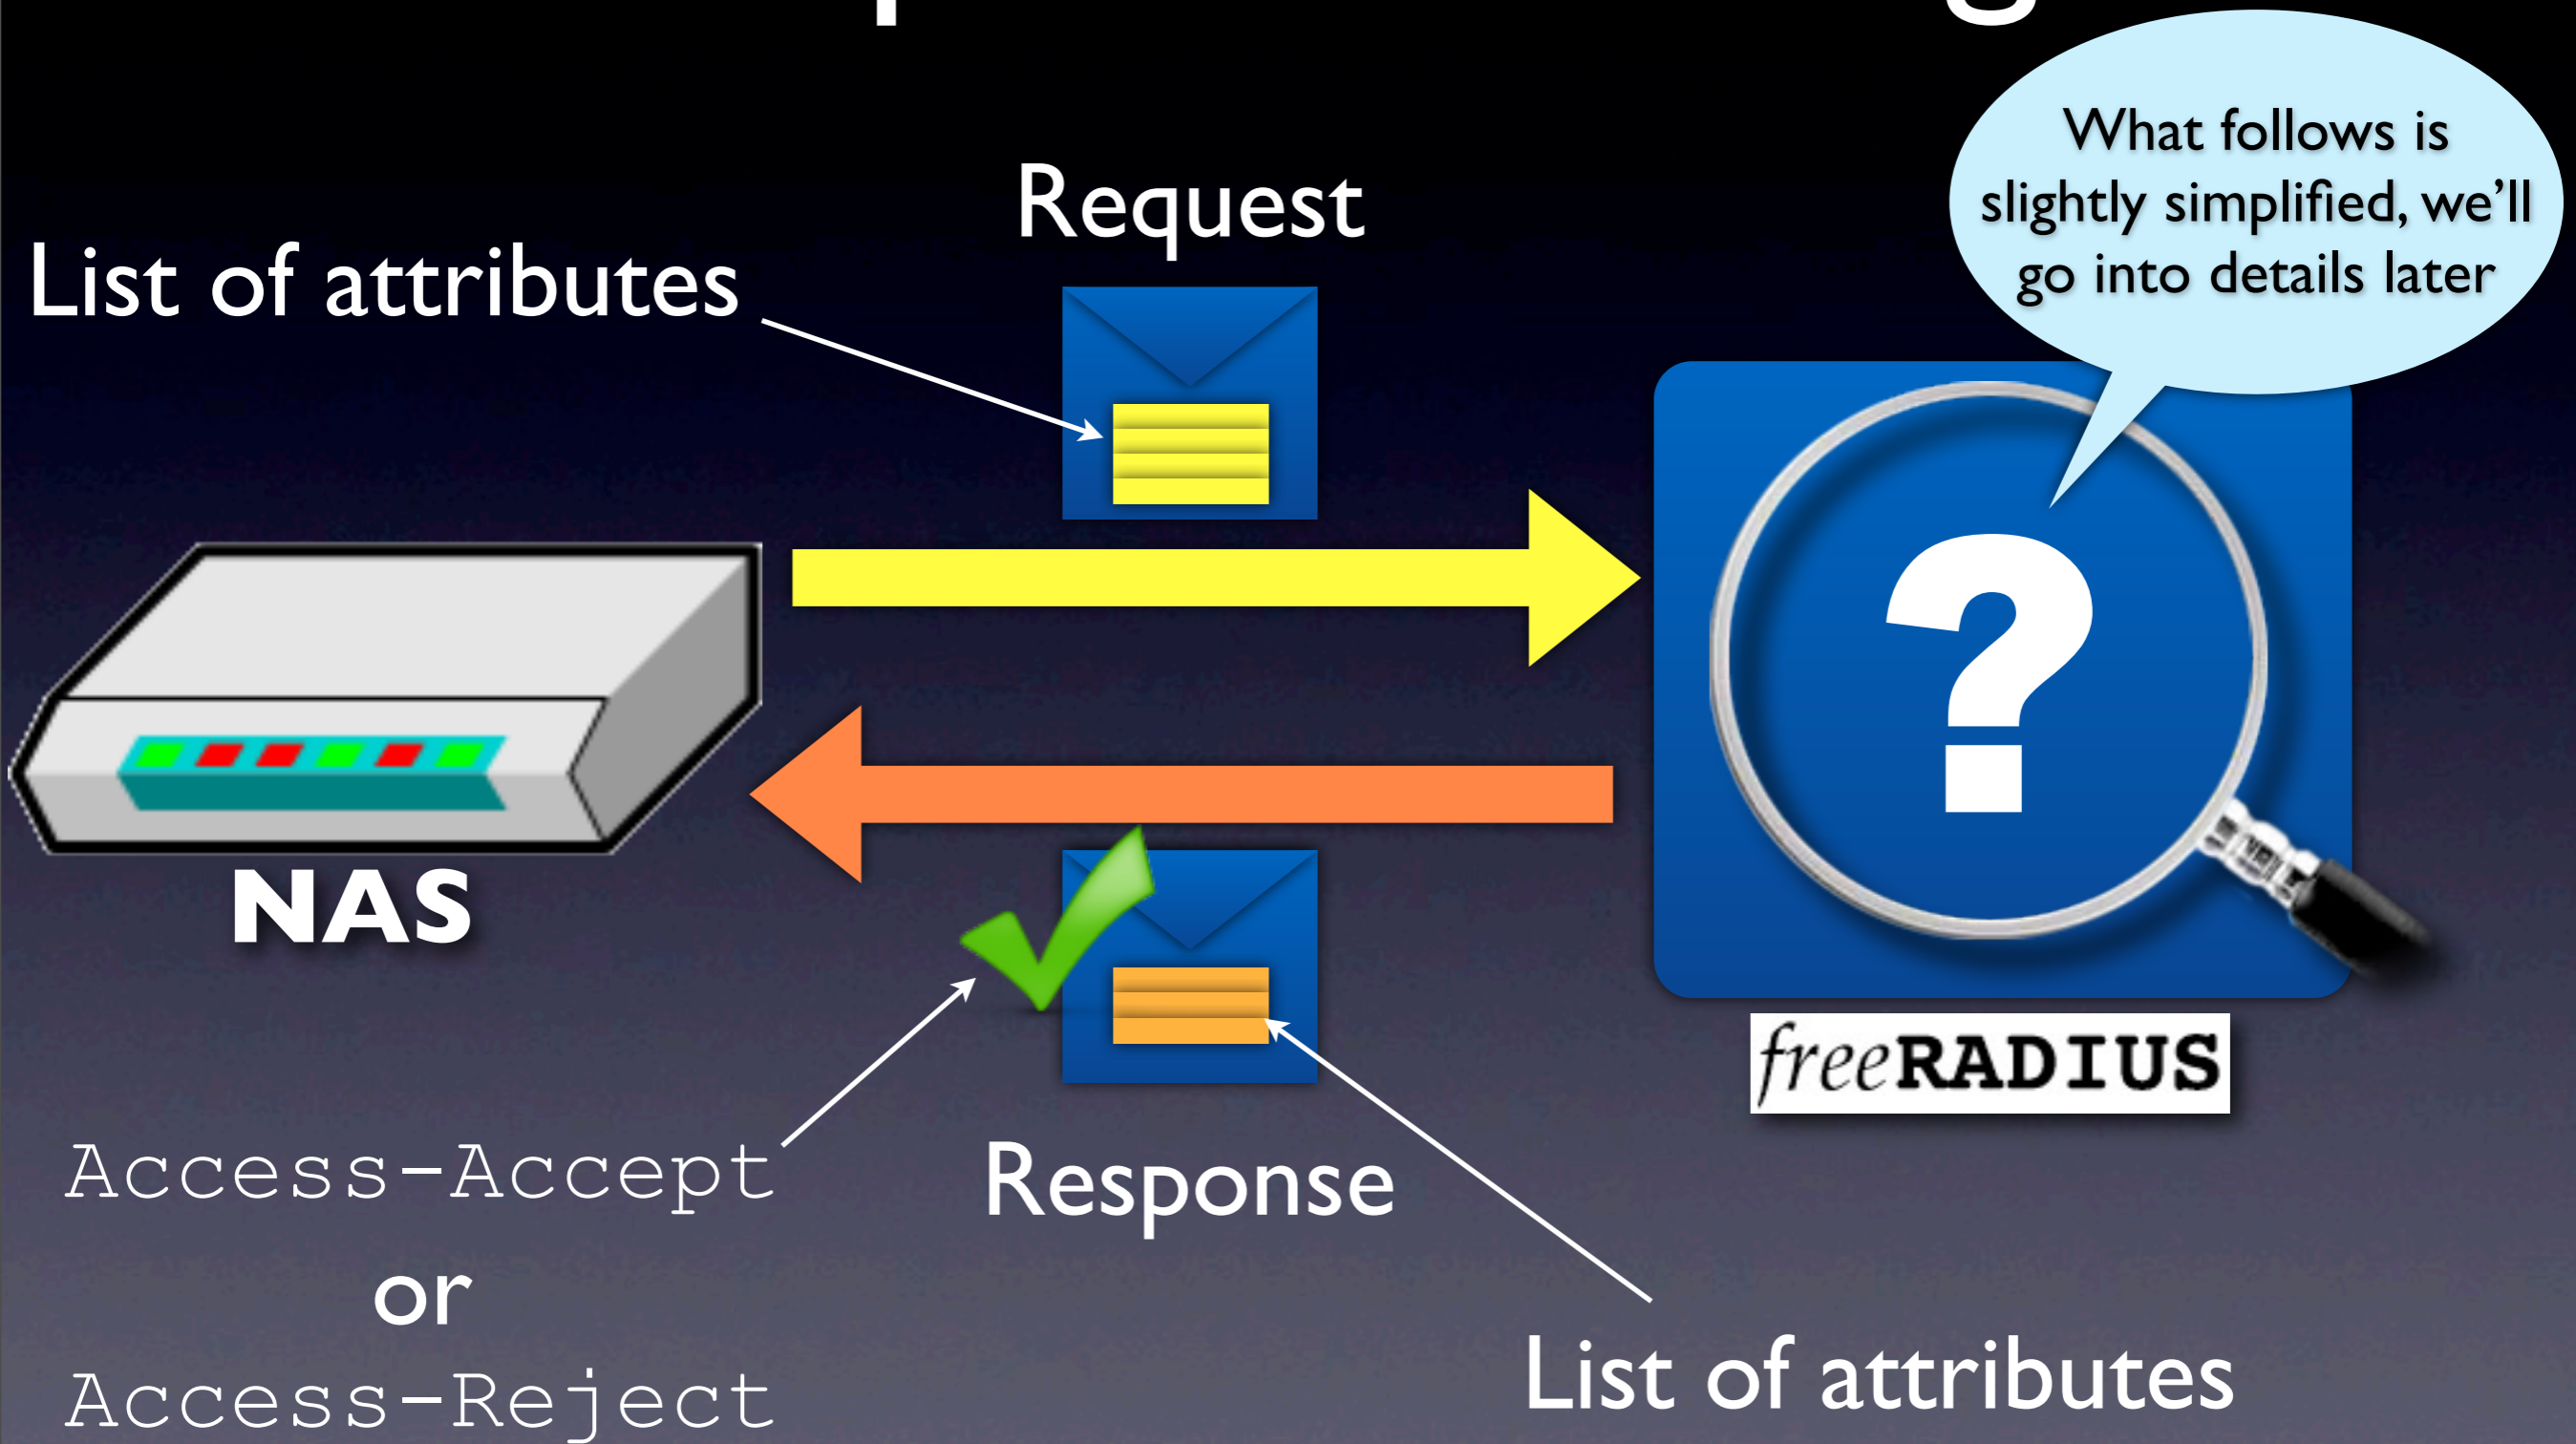 What follows is
slightly simplified, we’ll
go into details later
Request
List of attributes
?
NAS
freeRADIUS
Access-Accept
or
Access-Reject
Response
List of attributes